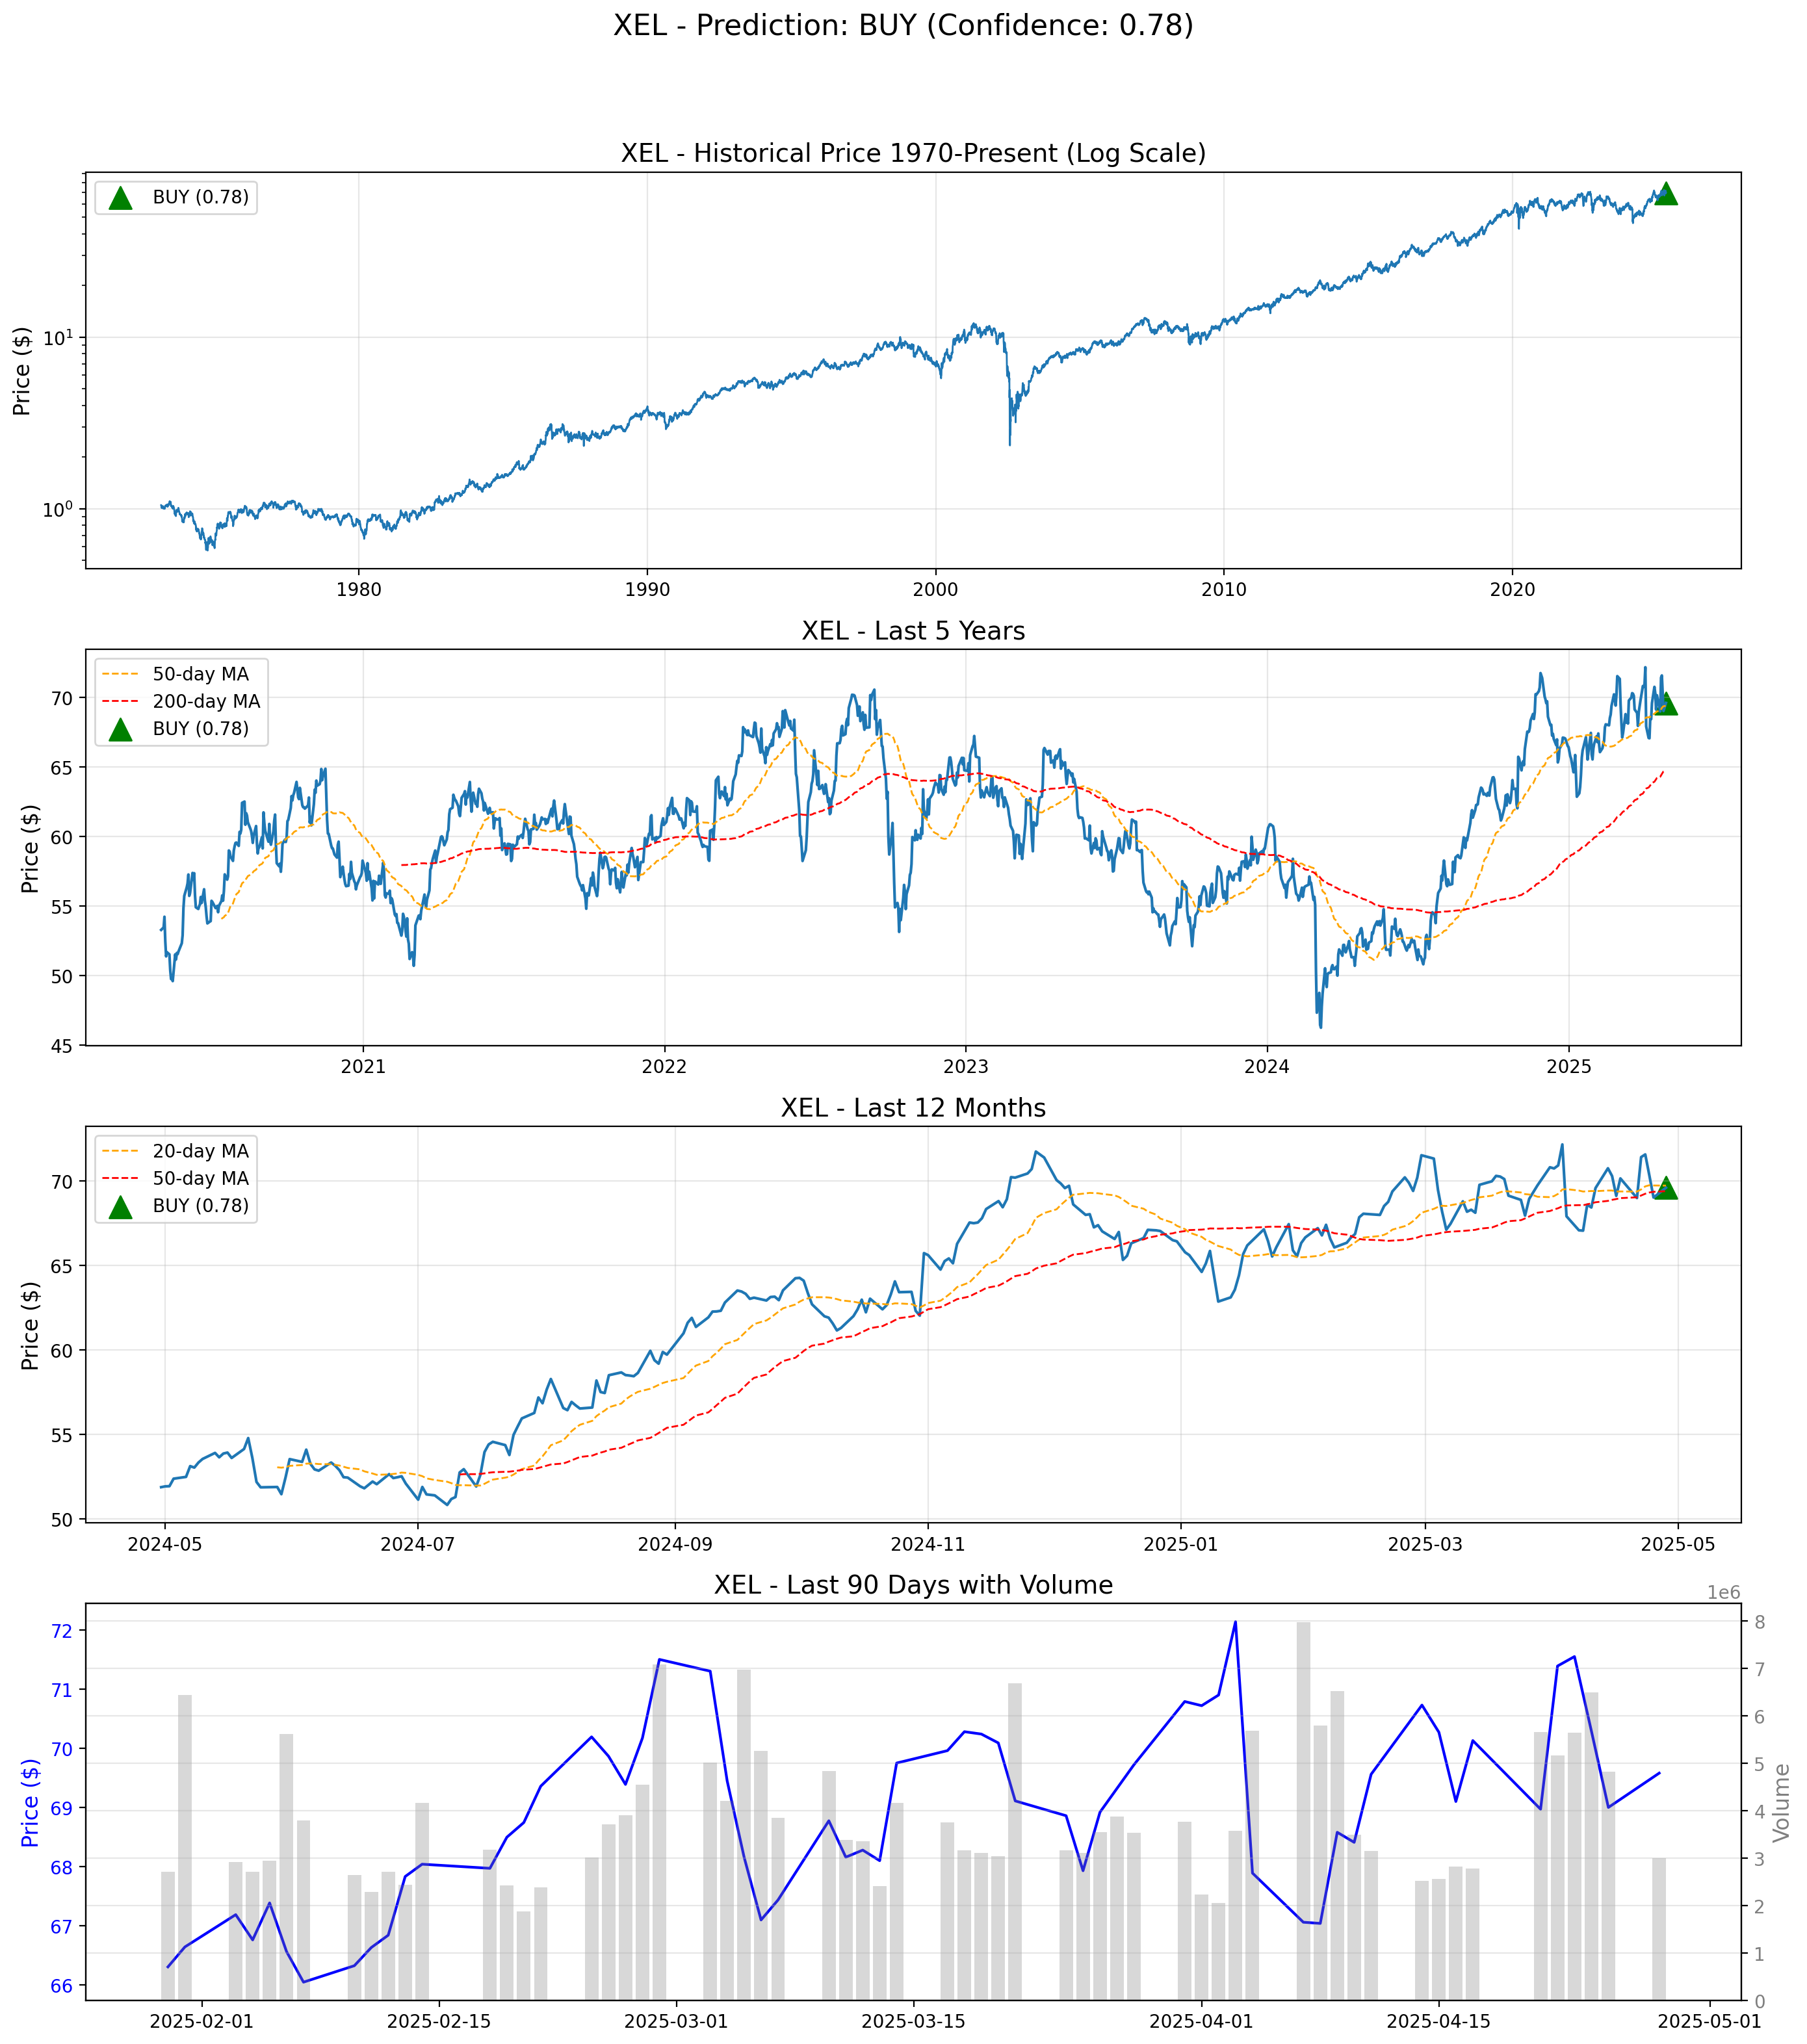 XEL - Prediction: BUY (Confidence: 0.78)
XEL - Historical Price 1970-Present (Log Scale)
BUY (0.78)
Price ($)
10¹
10⁰
1980 1990 2000 2010 2020
XEL - Last 5 Years
50-day MA
200-day MA
BUY (0.78)
Price ($)
70
65
60
55
50
45
2021 2022 2023 2024 2025
XEL - Last 12 Months
20-day MA
50-day MA
BUY (0.78)
Price ($)
70
65
60
55
50
2024-05 2024-07 2024-09 2024-11 2025-01 2025-03 2025-05
XEL - Last 90 Days with Volume
1e6
Price ($)
72
71
70
69
68
67
66
8
7
6
5
4
3
2
1
0
Volume
2025-02-01 2025-02-15 2025-03-01 2025-03-15 2025-04-01 2025-04-15 2025-05-01